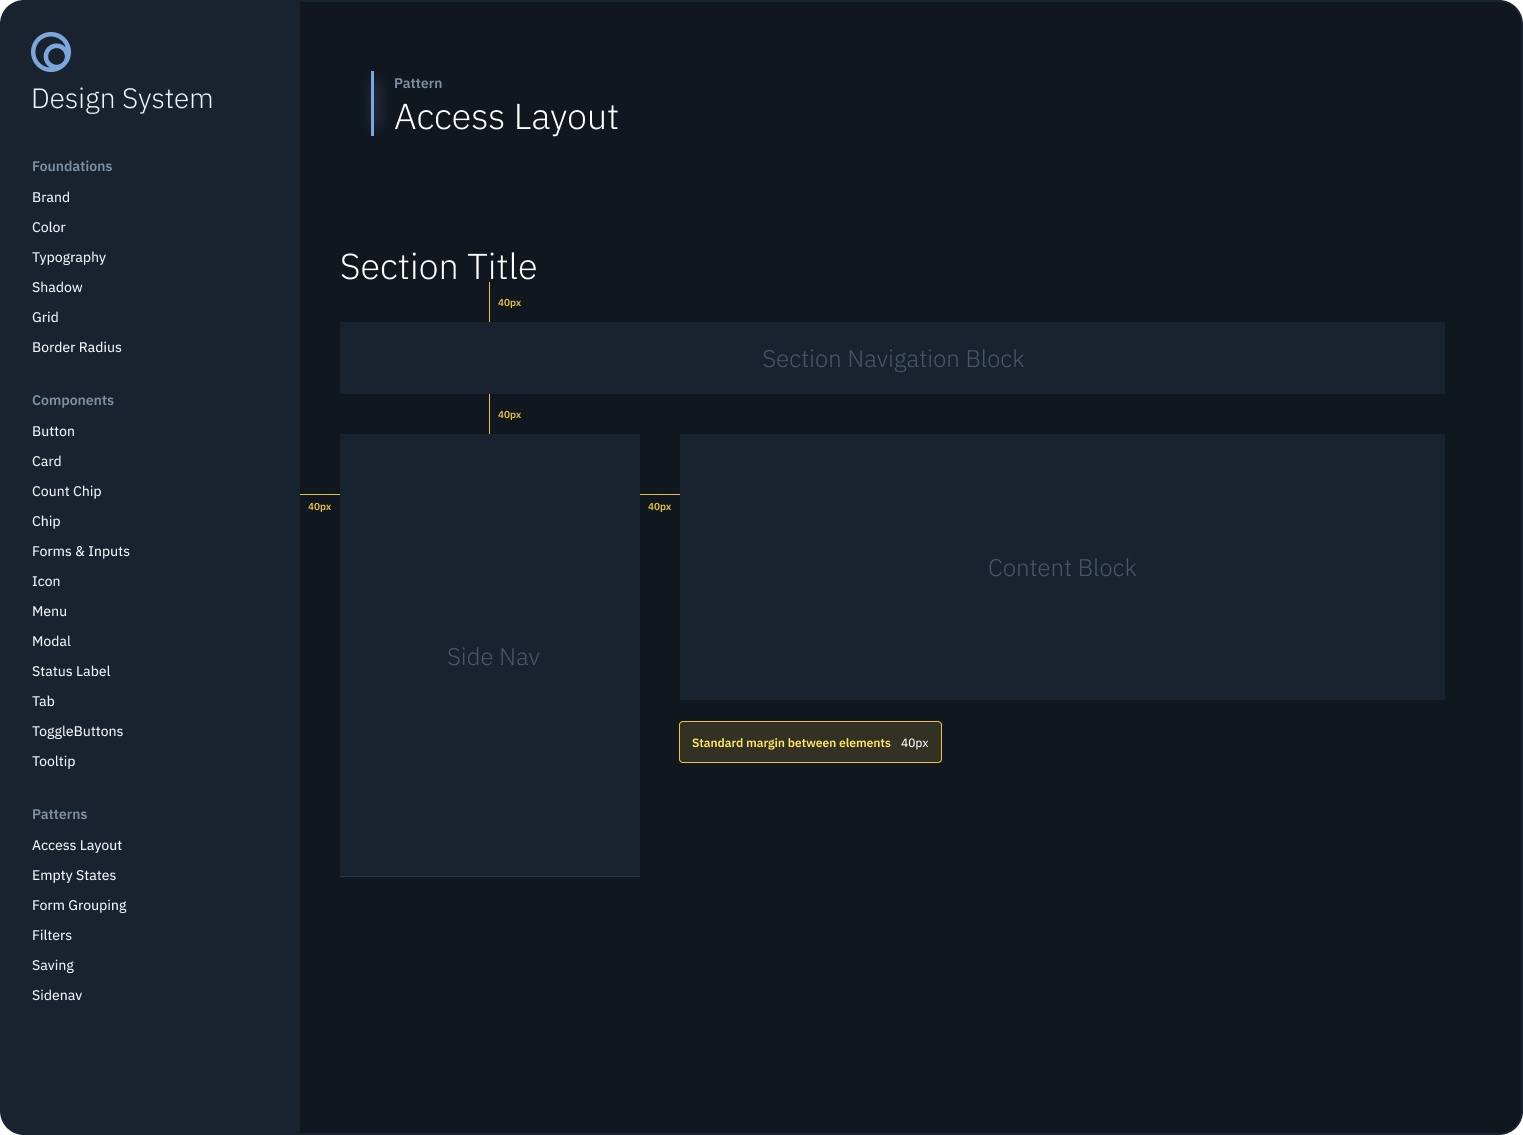 Design System
Foundations
Brand
Color
Typography
Shadow
Grid
Border Radius
Components
Button
Card
Count Chip
Chip
Forms & Inputs
Icon
Menu
Modal
Status Label
Tab
ToggleButtons
Tooltip
Patterns
Access Layout
Empty States
Form Grouping
Filters
Saving
Sidenav
Pattern
Access Layout
Section Title
40px
Section Navigation Block
40px
40px
40px
Side Nav
Content Block
Standard margin between elements 40px